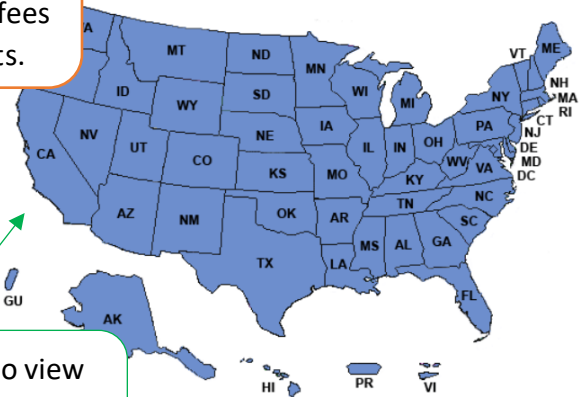 fees
ts.
MT
ND
MN
VT
ME
ID
SD
WI
MI
NY
NH
MA
RI
CT
WY
NE
IA
PA
NJ
DE
MD
DC
NV
UT
CO
IL
IN
OH
WV
VA
CA
KS
MO
KY
NC
AZ
NM
OK
AR
TN
SC
TX
LA
MS
AL
GA
FL
GU
AK
HI
PR
VI
o view